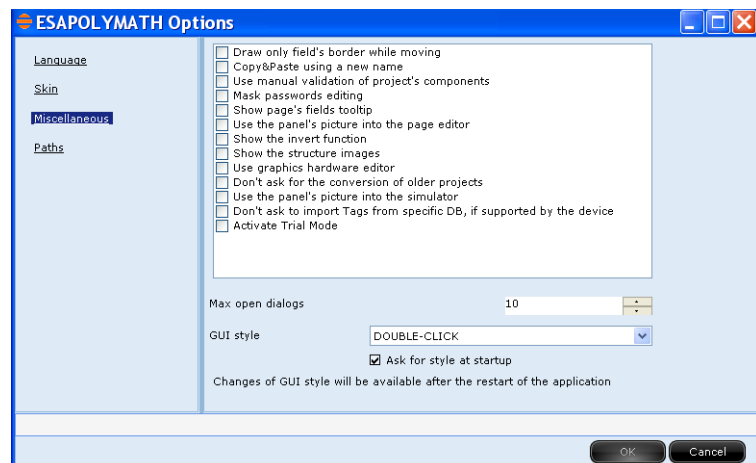 ESAPOLYMATH Options
Language
Skin
Miscellaneous
Paths
Draw only field's border while moving
Copy&Paste using a new name
Use manual validation of project's components
Mask passwords editing
Show page's fields tooltip
Use the panel's picture into the page editor
Show the invert function
Show the structure images
Use graphics hardware editor
Don't ask for the conversion of older projects
Use the panel's picture into the simulator
Don't ask to import Tags from specific DB, if supported by the device
Activate Trial Mode
Max open dialogs 10
GUI style DOUBLE-CLICK
Ask for style at startup
Changes of GUI style will be available after the restart of the application
OK Cancel